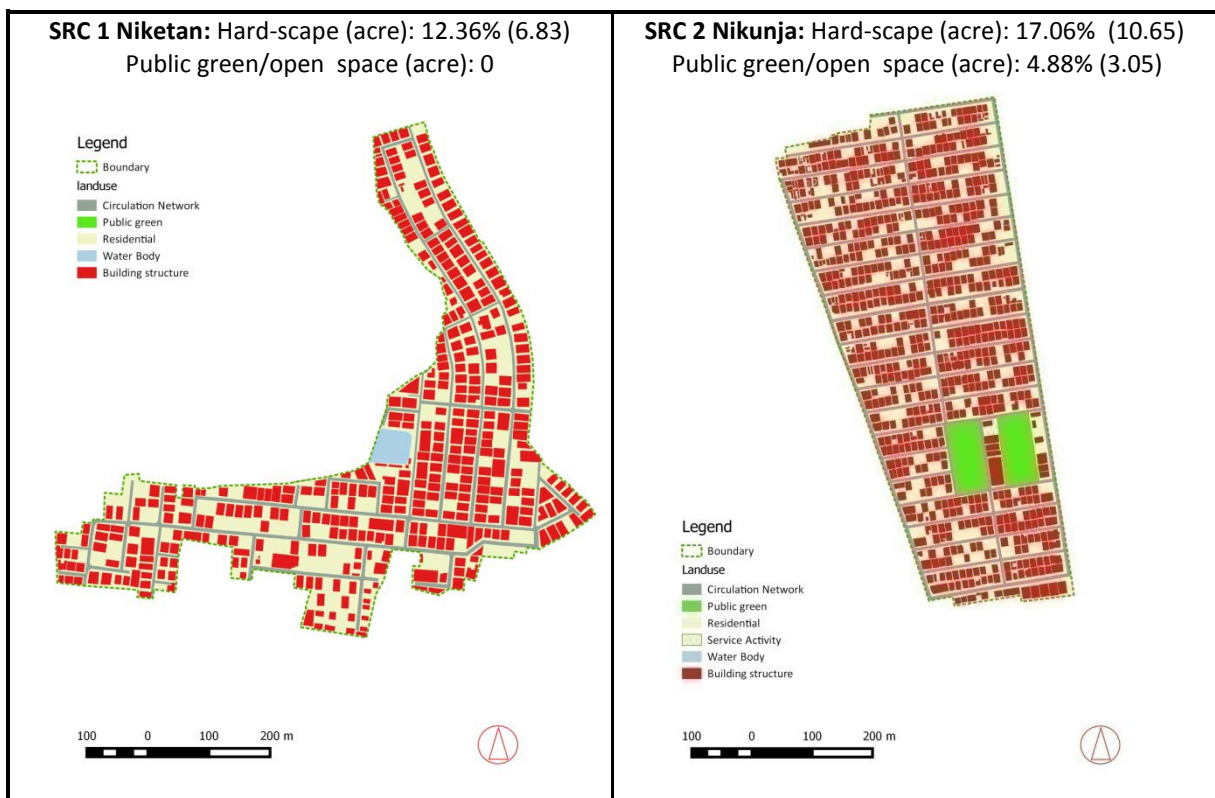 SRC 1 Niketan: Hard-scape (acre): 12.36% (6.83)
Public green/open space (acre): 0
Legend
Boundary
landuse
Circulation Network
Public green
Residential
Water Body
Building structure
100 0 100 200 m
SRC 2 Nikunja: Hard-scape (acre): 17.06% (10.65)
Public green/open space (acre): 4.88% (3.05)
Legend
Boundary
Landuse
Circulation Network
Public green
Residential
Service Activity
Water Body
Building structure
100 0 100 200 m